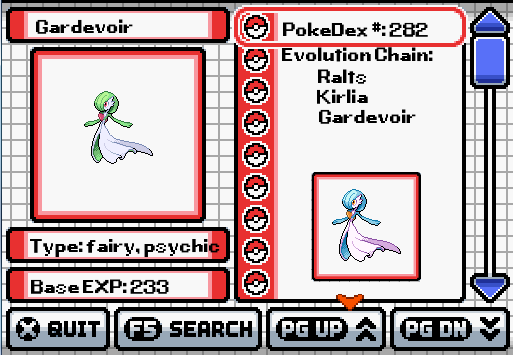 Gardevoir
PokeDex #:282
Evolution Chain:
Ralts
Kirlia
Gardevoir
Type: fairy, psychic
Base EXP: 233
X QUIT
F5 SEARCH
PG UP
PG DN